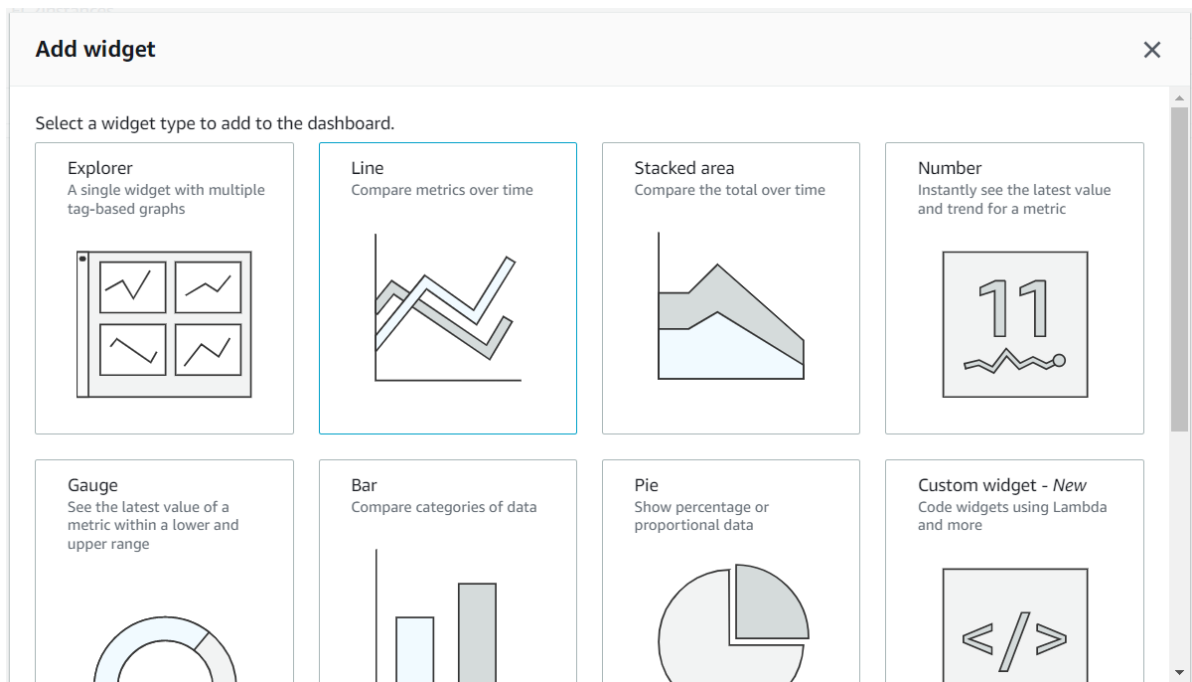 Add widget
Select a widget type to add to the dashboard.
Explorer
A single widget with multiple
tag-based graphs
Line
Compare metrics over time
Stacked area
Compare the total over time
Number
Instantly see the latest value
and trend for a metric
11
Gauge
See the latest value of a
metric within a lower and
upper range
Bar
Compare categories of data
Pie
Show percentage or
proportional data
Custom widget - New
Code widgets using Lambda
and more
</>